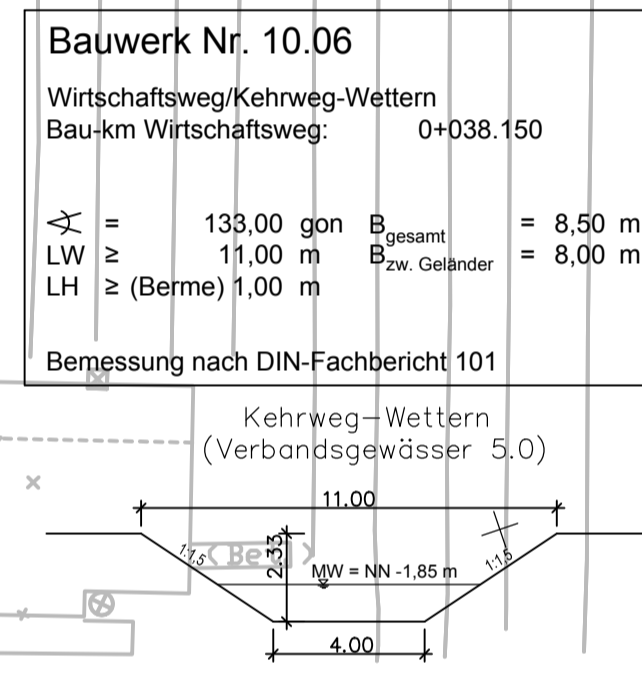 Bauwerk Nr. 10.06
Wirtschaftsweg/Kehrweg-Wettern
Bau-km Wirtschaftsweg: 0+038.150
∢ = 133,00 gon B gesamt = 8,50 m
LW ≥ 11,00 m B zw. Geländer = 8,00 m
LH ≥ (Berme) 1,00 m
Bemessung nach DIN-Fachbericht 101
Kehrweg-Wettern
(Verbandsgewässer 5.0)
11.00
1:1,5
2.33
1:1,5
MW = NN -1,85 m
4.00